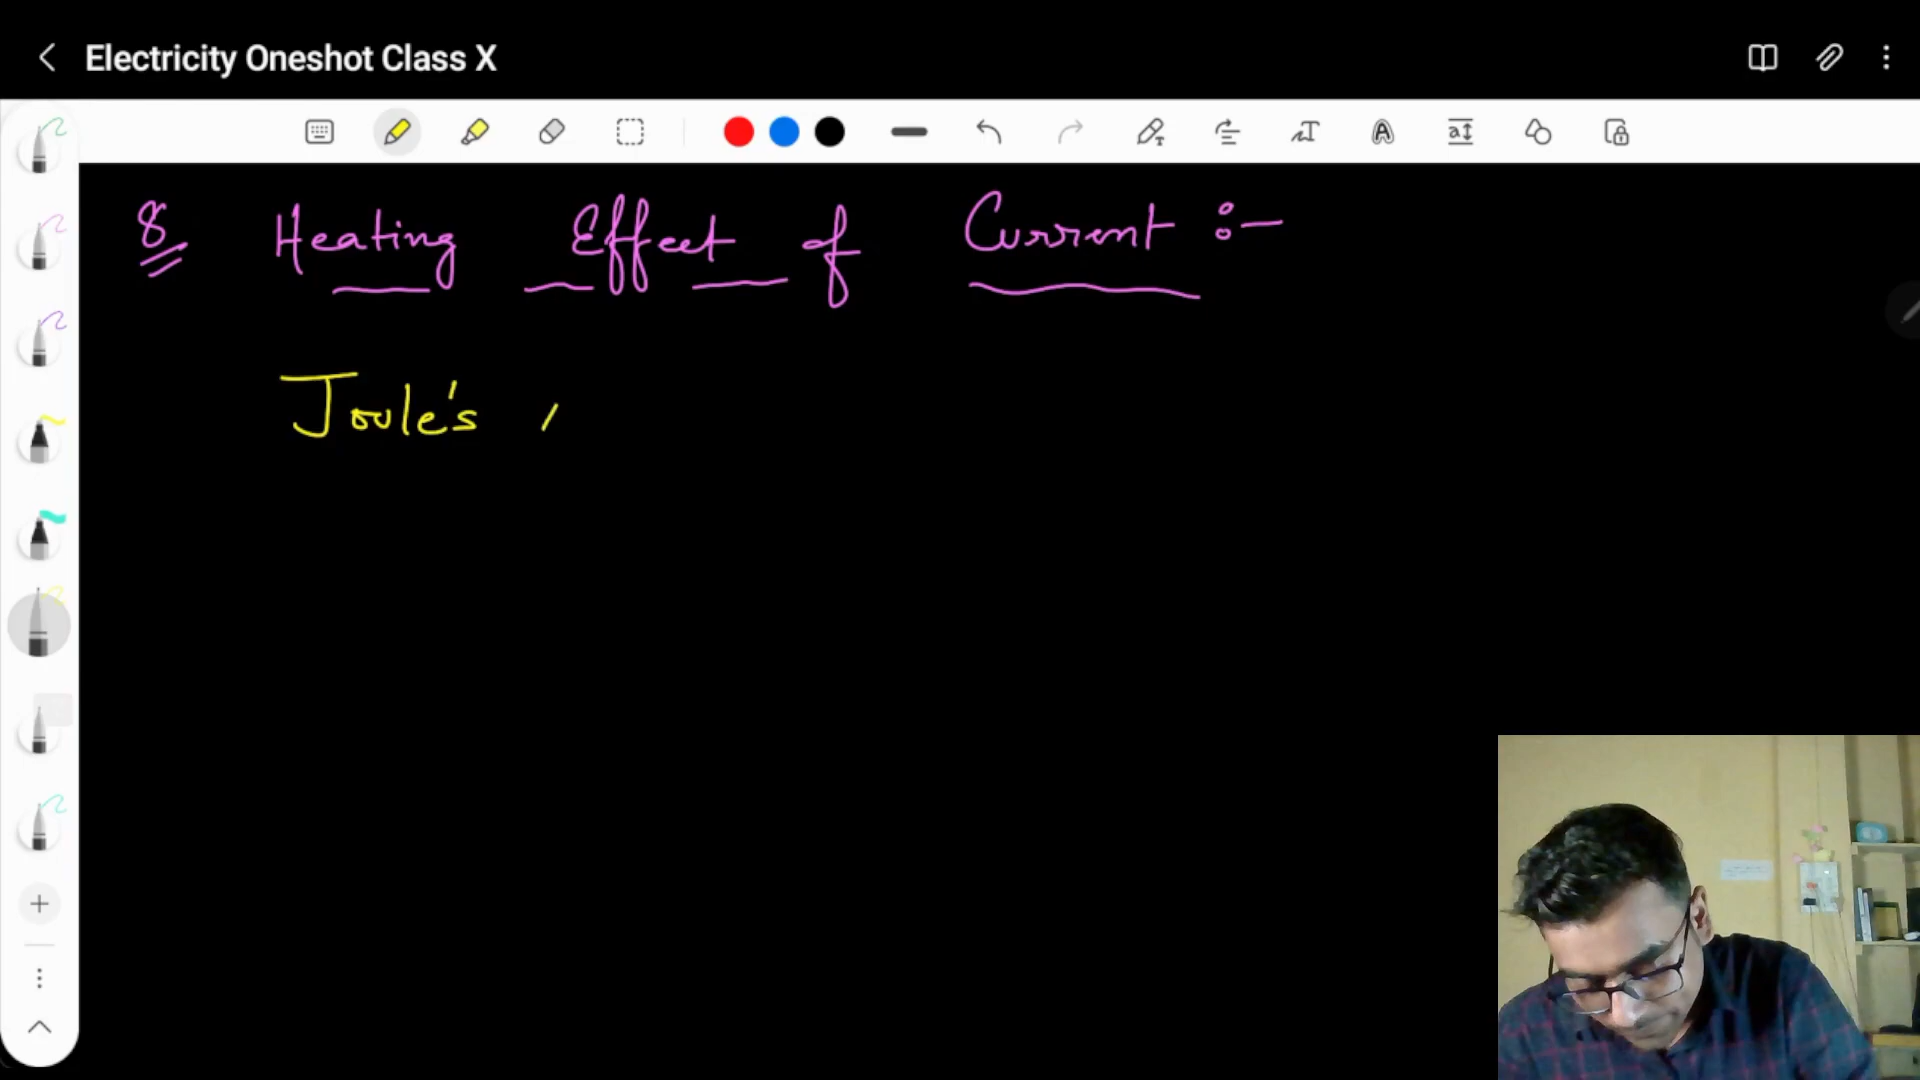 Electricity Oneshot Class X
8 Heating Effect of Current :-
Joule's